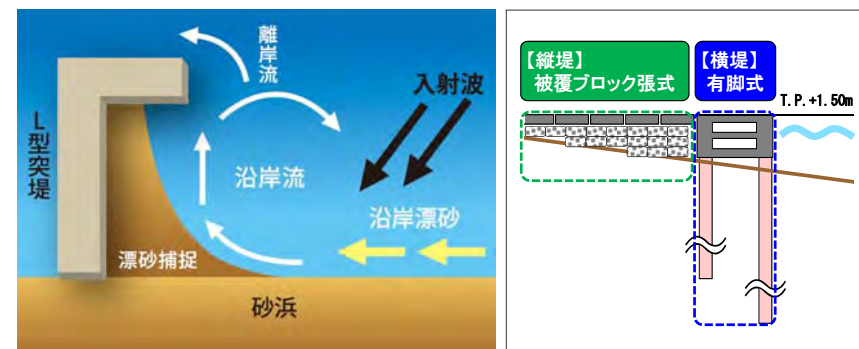 離岸流
入射波
L型突堤
沿岸流
沿岸漂砂
漂砂捕捉
砂浜
【縦堤】
被覆ブロック張式
【横堤】
有脚式
T.P.+1.50m